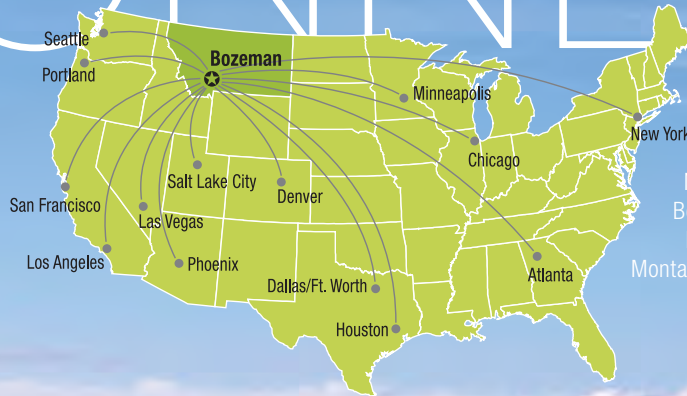 Seattle
Portland
Bozeman
Minneapolis
New York
Chicago
Salt Lake City
Denver
San Francisco
Las Vegas
Los Angeles
Phoenix
Dallas/Ft. Worth
Atlanta
Houston